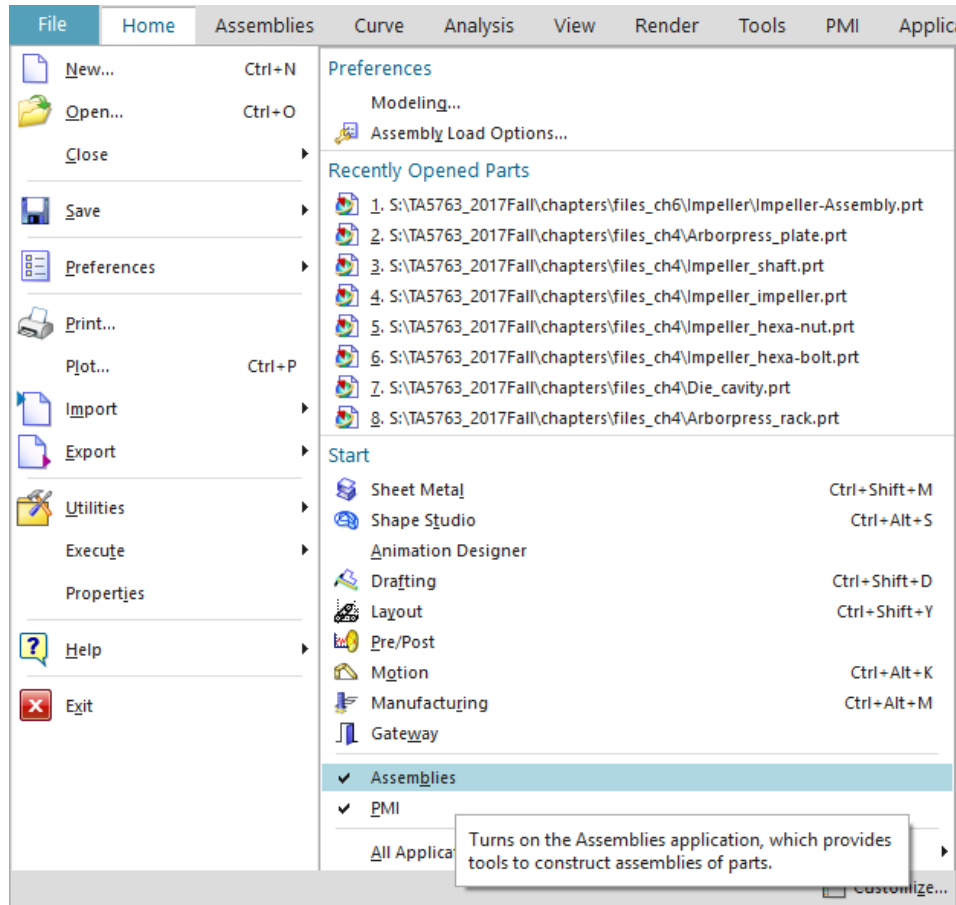 File Home Assemblies Curve Analysis View Render Tools PMI Applic
New... Ctrl+N
Open... Ctrl+O
Close
Save
Preferences
Print...
Plot... Ctrl+P
Import
Export
Utilities
Execute
Properties
Help
Exit
Preferences
Modeling...
Assembly Load Options...
Recently Opened Parts
1. S:\TA5763_2017Fall\chapters\files_ch6\Impeller\Impeller-Assembly.prt
2. S:\TA5763_2017Fall\chapters\files_ch4\Arborpress_plate.prt
3. S:\TA5763_2017Fall\chapters\files_ch4\Impeller_shaft.prt
4. S:\TA5763_2017Fall\chapters\files_ch4\Impeller_impeller.prt
5. S:\TA5763_2017Fall\chapters\files_ch4\Impeller_hexa-nut.prt
6. S:\TA5763_2017Fall\chapters\files_ch4\Impeller_hexa-bolt.prt
7. S:\TA5763_2017Fall\chapters\files_ch4\Die_cavity.prt
8. S:\TA5763_2017Fall\chapters\files_ch4\Arborpress_rack.prt
Start
Sheet Metal Ctrl+Shift+M
Shape Studio Ctrl+Alt+S
Animation Designer
Drafting Ctrl+Shift+D
Layout Ctrl+Shift+Y
Pre/Post
Motion Ctrl+Alt+K
Manufacturing Ctrl+Alt+M
Gateway
Assemblies
PMI
All Applica
Turns on the Assemblies application, which provides
tools to construct assemblies of parts.
Customize...